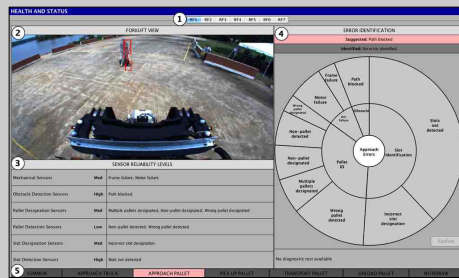 HEALTH AND STATUS
1
RF1 RF2 RF3 RF4 RF5 RF6 RF7
2
FORKLIFT VIEW
3
SENSOR RELIABILITY LEVELS
Mechanical Sensors Med Frame failure, Motor failure
Obstacle Detection Sensors High Path blocked
Pallet Designation Sensors Med Multiple pallets designated, Non-pallet designated, Wrong pallet designated
Pallet Detection Sensors Low Non-pallet detected, Wrong pallet detected
Slot Designation Sensors Med Incorrect slot designation
Slot Detection Sensors High Slots not detected
4
ERROR IDENTIFICATION
Suggested: Path blocked
Identified: No error identified
Frame
failure
Path
blocked
Motor
failure
Obstacle
Wrong
pallet
designated
Non-pallet
detected
Slots
not
detected
Approach
Errors
Slot
Identification
Pallet
ID
Non-pallet
designated
Multiple
pallets
designated
Wrong
pallet
detected
Incorrect
slot
designation
Confirm
No diagnostic test available
5
SUMMON APPROACH TRUCK APPROACH PALLET PICK UP PALLET TRANSPORT PALLET UNLOAD PALLET WITHDRAW